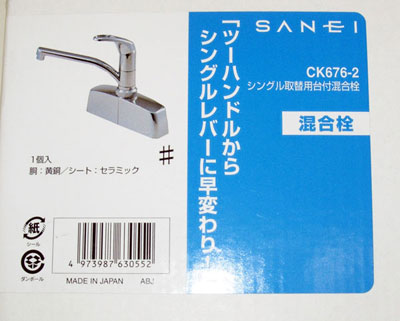 SANEI
CK676-2
シングル取替用台付混合栓
混合栓
「ツーハンドルから
シングルレバーに早変わり！
1個入
胴：黄銅／シート：セラミック
#
4 973987 630552
MADE IN JAPAN
紙
シール
ダンボール